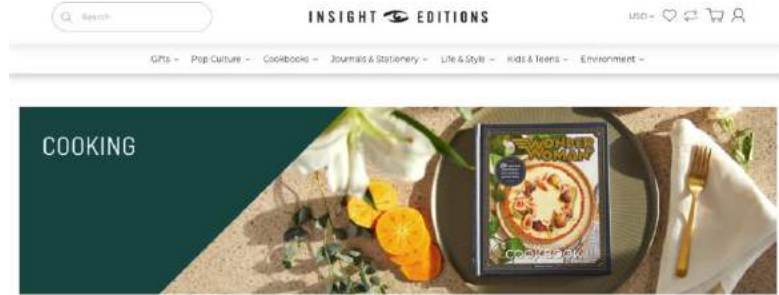 Search
INSIGHT EDITIONS
USD
Gifts Pop Culture Cookbooks Journals & Stationery Life & Style Kids & Teens Environment
COOKING
WONDER
WOMAN
COOKBOOK